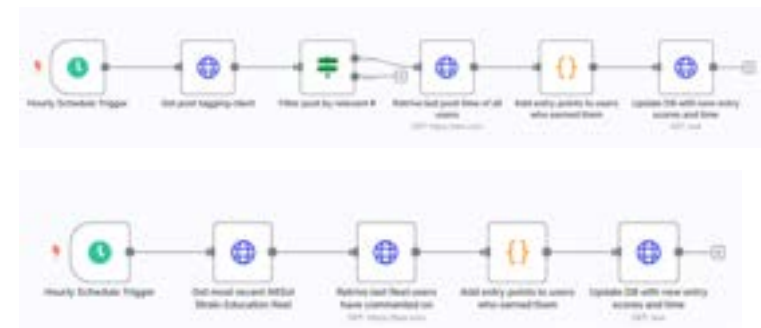 Hourly Schedule Trigger
Get post tagging client
Filter post by relevant #
Retrive last post time of all
users
Add entry points to users
who earned them
Update DB with new entry
scores and time
Hourly Schedule Trigger
Get most recent
Strain Education Reel
Retrive last Reel users
have commented on
Add entry points to users
who earned them
Update DB with new entry
scores and time